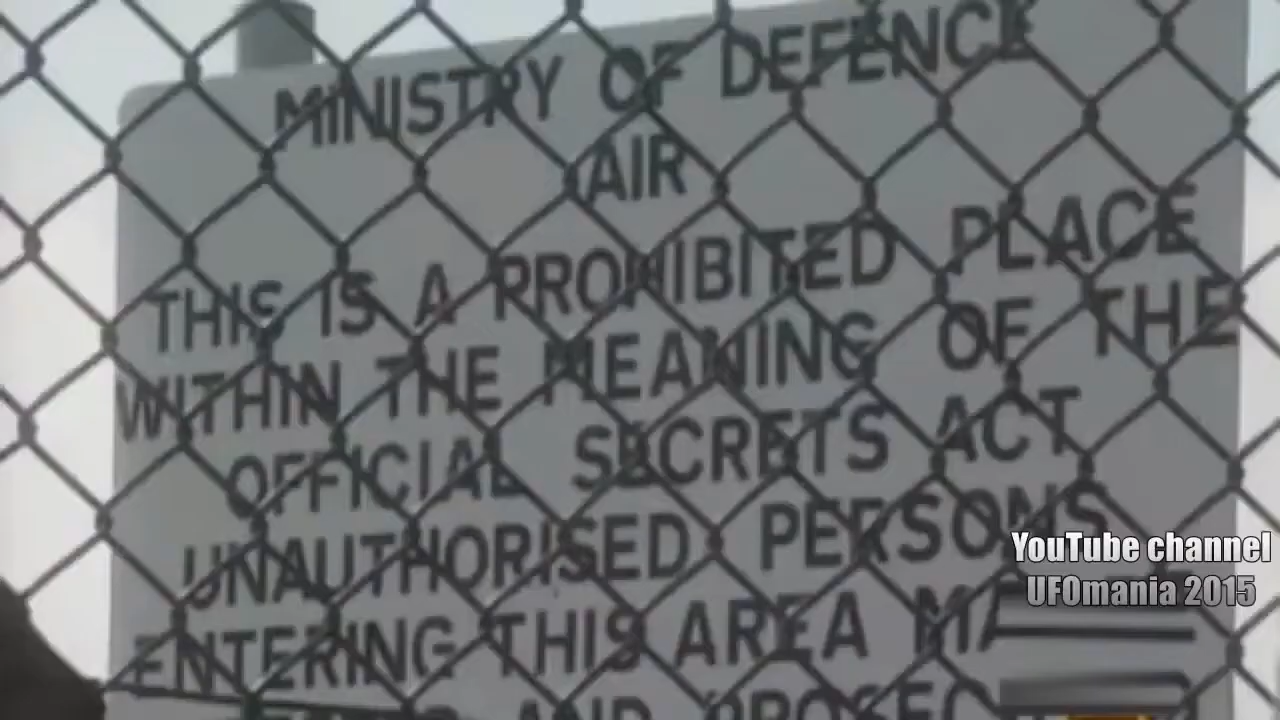 MINISTRY OF DEFENCE
AIR
THIS IS A PROHIBITED PLACE
WITHIN THE MEANING OF THE
OFFICIAL SECRETS ACT
UNAUTHORISED PERSONS
ENTERING THIS AREA
AND
YouTube channel
UFOmania 2015